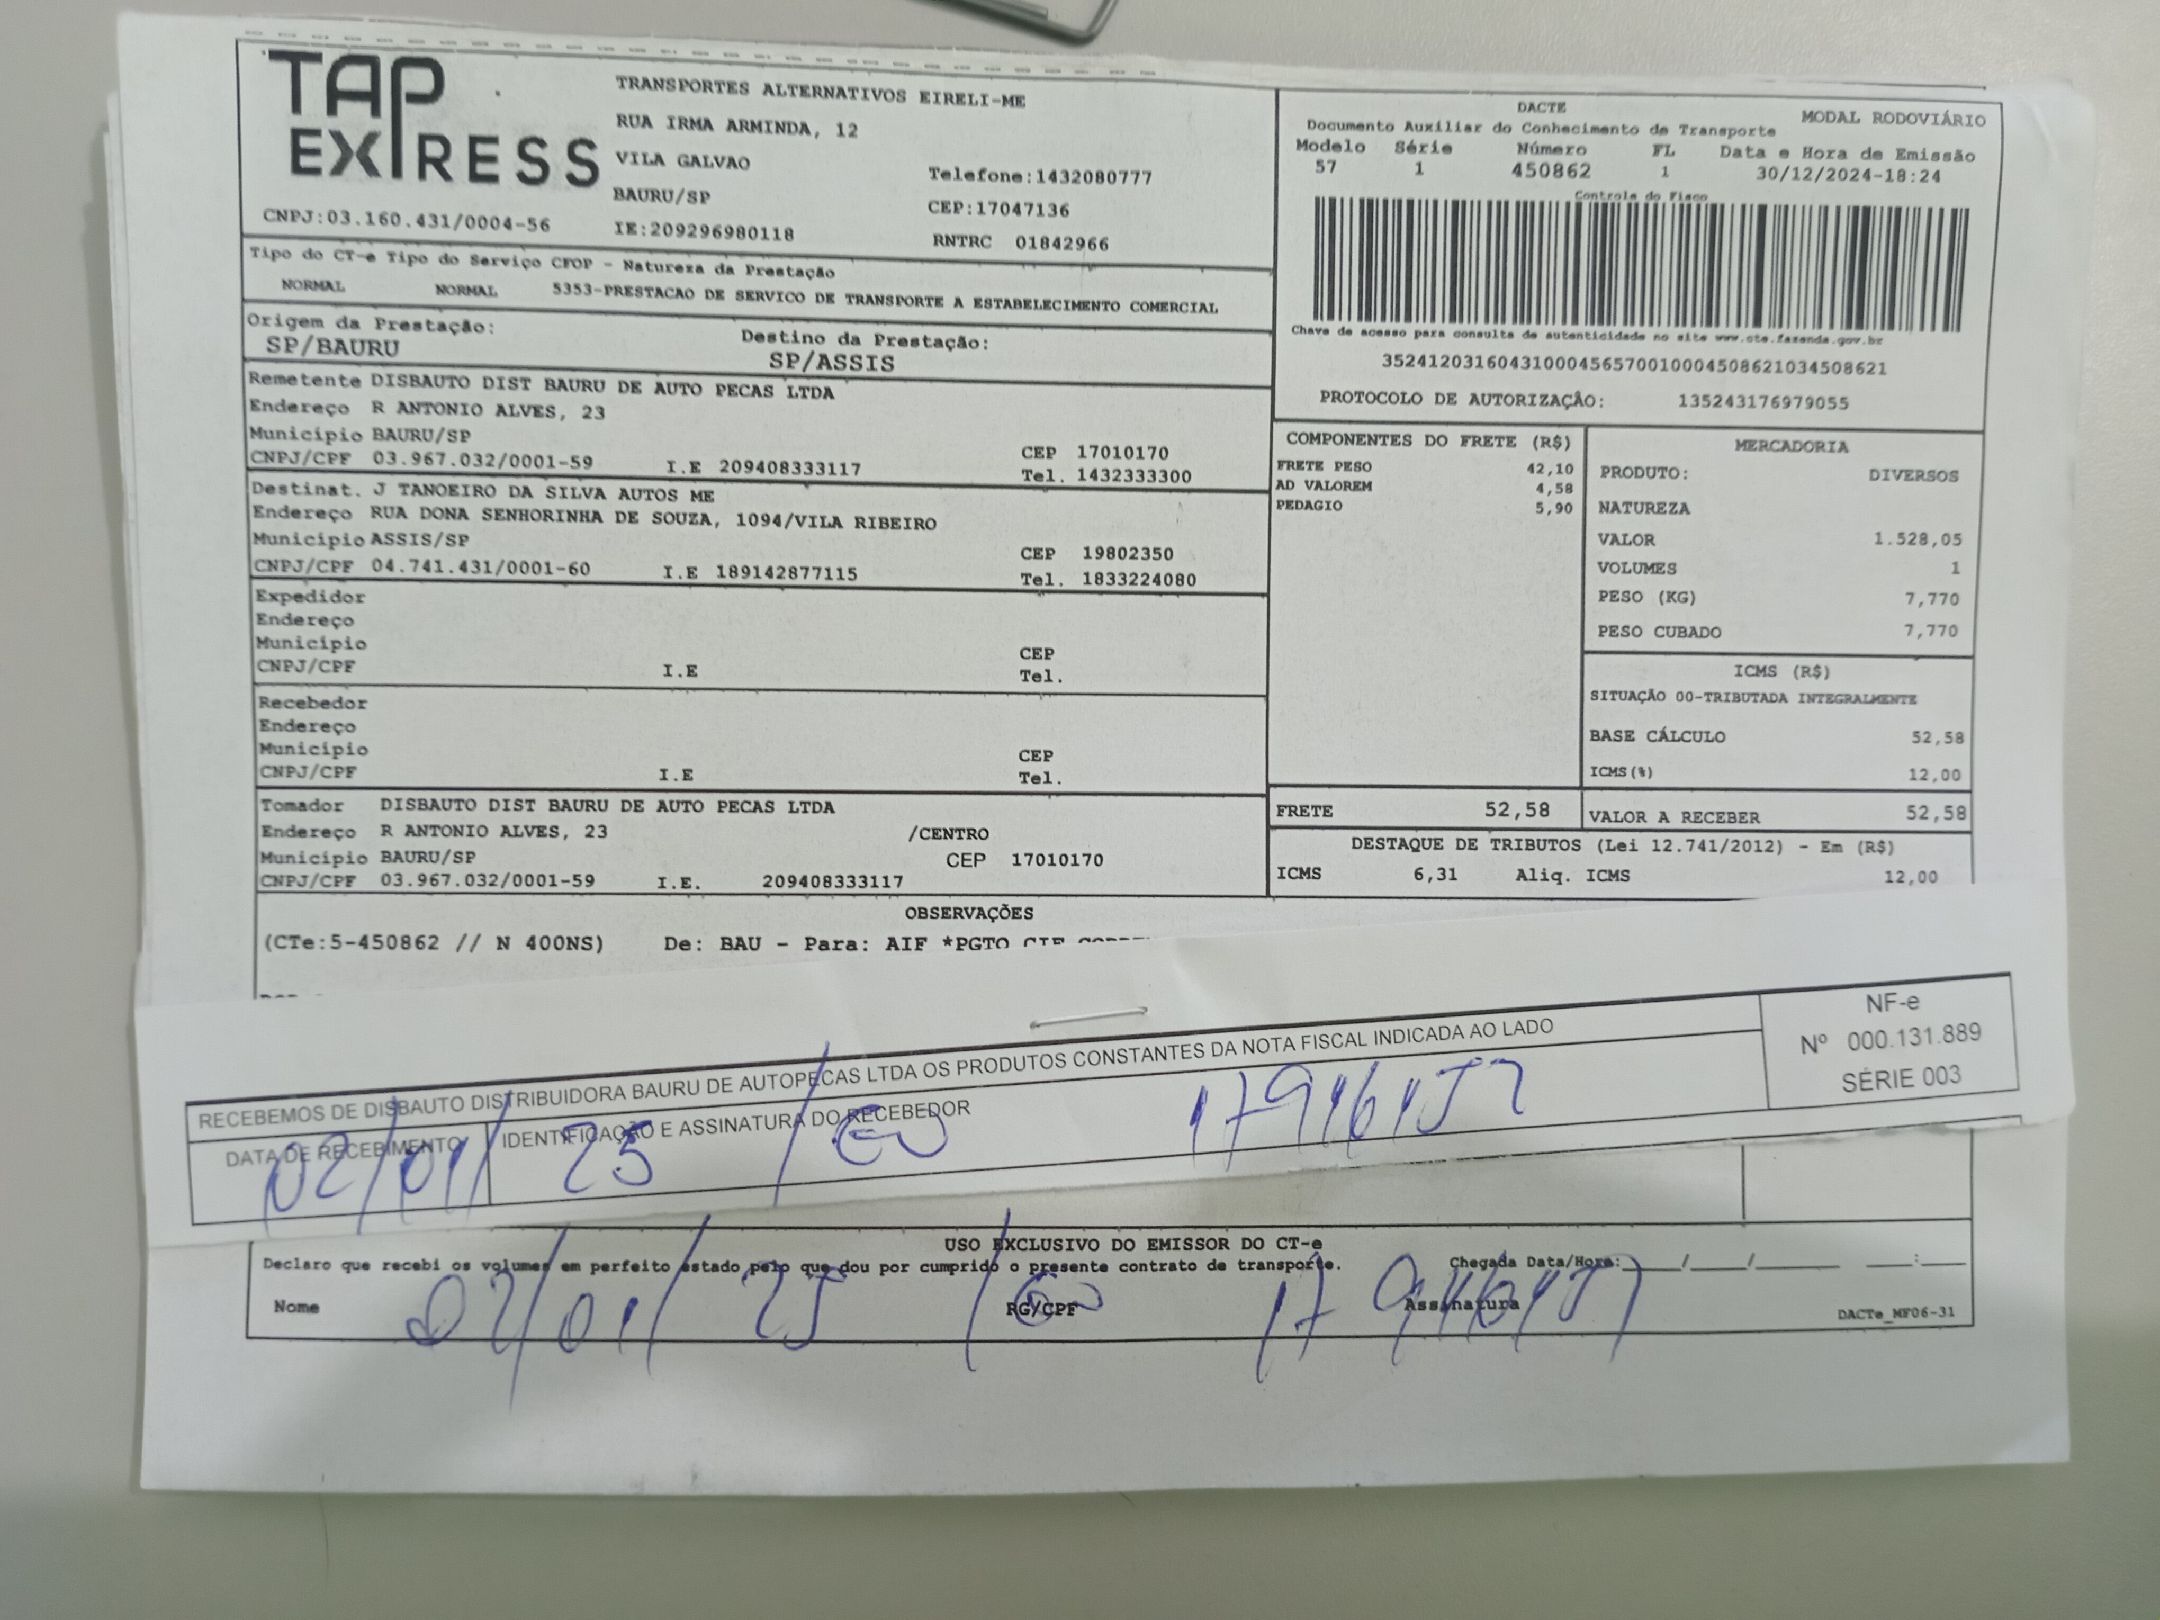 TAP EXPRESS
TRANSPORTES ALTERNATIVOS EIRELI-ME
RUA IRMA ARMINDA, 12
VILA GALVAO
Telefone:1432080777
BAURU/SP
CEP:17047136
CNPJ:03.160.431/0004-56
IE:209296980118
RNTRC 01842966
DACTE
MODAL RODOVIÁRIO
Documento Auxiliar do Conhecimento de Transporte
Modelo Série Número FL Data e Hora de Emissão
57 1 450862 1 30/12/2024-18:24
Controle do Fisco
Chave de acesso para consulta de autenticidade no site www.cte.fazenda.gov.br
35241203160431000456570010004508621034508621
PROTOCOLO DE AUTORIZAÇÃO: 135243176979055
Tipo do CT-e Tipo do Serviço CFOP - Natureza da Prestação
NORMAL NORMAL 5353-PRESTACAO DE SERVICO DE TRANSPORTE A ESTABELECIMENTO COMERCIAL
Origem da Prestação: Destino da Prestação:
SP/BAURU SP/ASSIS
Remetente DISBAUTO DIST BAURU DE AUTO PECAS LTDA
Endereço R ANTONIO ALVES, 23
Município BAURU/SP CEP 17010170
CNPJ/CPF 03.967.032/0001-59 I.E 209408333117 Tel. 1432333300
Destinat. J TANOEIRO DA SILVA AUTOS ME
Endereço RUA DONA SENHORINHA DE SOUZA, 1094/VILA RIBEIRO
Município ASSIS/SP CEP 19802350
CNPJ/CPF 04.741.431/0001-60 I.E 189142877115 Tel. 1833224080
Expedidor
Endereço
Município CEP
CNPJ/CPF I.E Tel.
Recebedor
Endereço
Município CEP
CNPJ/CPF I.E Tel.
Tomador DISBAUTO DIST BAURU DE AUTO PECAS LTDA
Endereço R ANTONIO ALVES, 23 /CENTRO
Município BAURU/SP CEP 17010170
CNPJ/CPF 03.967.032/0001-59 I.E. 209408333117
COMPONENTES DO FRETE (R$)
FRETE PESO 42,10
AD VALOREM 4,58
PEDAGIO 5,90
MERCADORIA
PRODUTO: DIVERSOS
NATUREZA
VALOR 1.528,05
VOLUMES 1
PESO (KG) 7,770
PESO CUBADO 7,770
ICMS (R$)
SITUAÇÃO 00-TRIBUTADA INTEGRALMENTE
BASE CÁLCULO 52,58
ICMS(%) 12,00
FRETE 52,58 VALOR A RECEBER 52,58
DESTAQUE DE TRIBUTOS (Lei 12.741/2012) - Em (R$)
ICMS 6,31 Aliq. ICMS 12,00
OBSERVAÇÕES
(CTe:5-450862 // N 400NS) De: BAU - Para: AIF *PGTO CIF
RECEBEMOS DE DISBAUTO DISTRIBUIDORA BAURU DE AUTOPECAS LTDA OS PRODUTOS CONSTANTES DA NOTA FISCAL INDICADA AO LADO
NF-e
Nº 000.131.889
SÉRIE 003
DATA DE RECEBIMENTO IDENTIFICAÇÃO E ASSINATURA DO RECEBEDOR
02/01/25
USO EXCLUSIVO DO EMISSOR DO CT-e
Declaro que recebi os volumes em perfeito estado pelo que dou por cumprido o presente contrato de transporte. Chegada Data/Hora:____/____/______ ___:___
Nome RG/CPF Assinatura DACTe_MF06-31
02/01/25